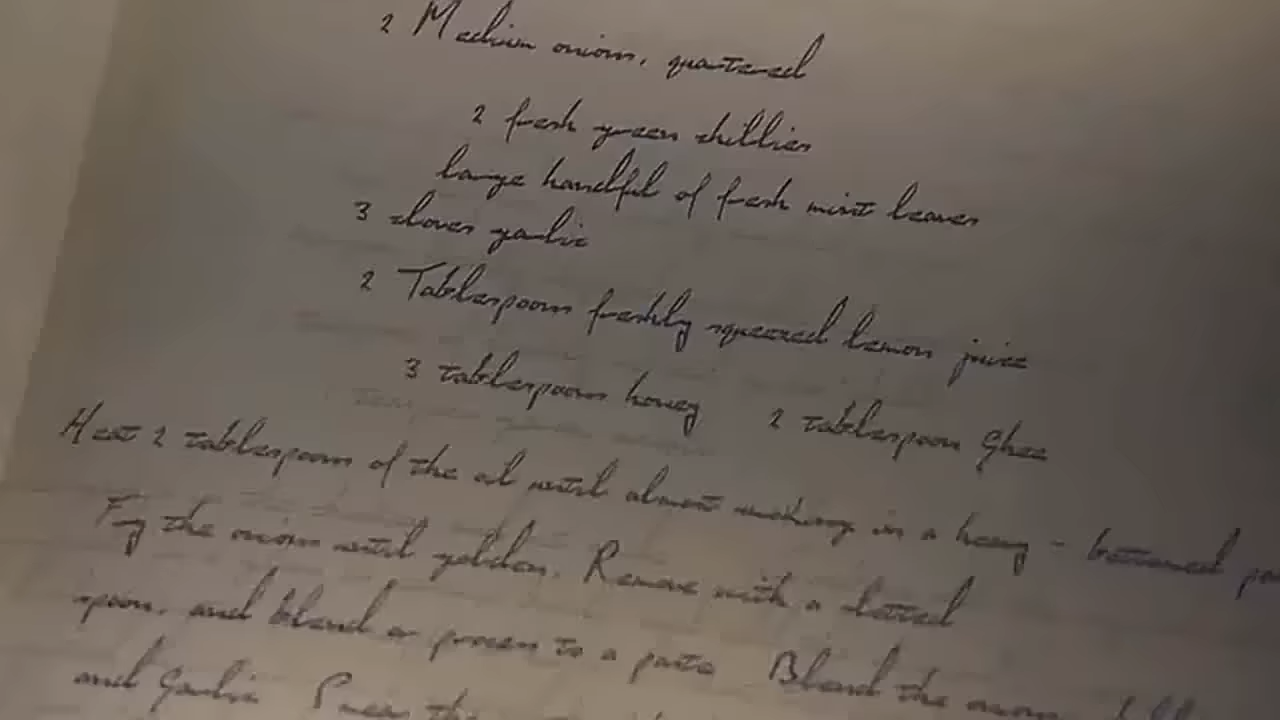 2 Medium onions, quartered
2 fresh green chillies
large handful of fresh mint leaves
3 cloves garlic
2 Tablespoons freshly squeezed lemon juice
3 tablespoons honey 2 tablespoon Ghee
Heat 2 tablespoons of the oil until almost smoking in a heavy - bottomed
Fry the onions until golden. Remove with a slotted
spoon, and blend or process to a paste Blend the
and Garlic the